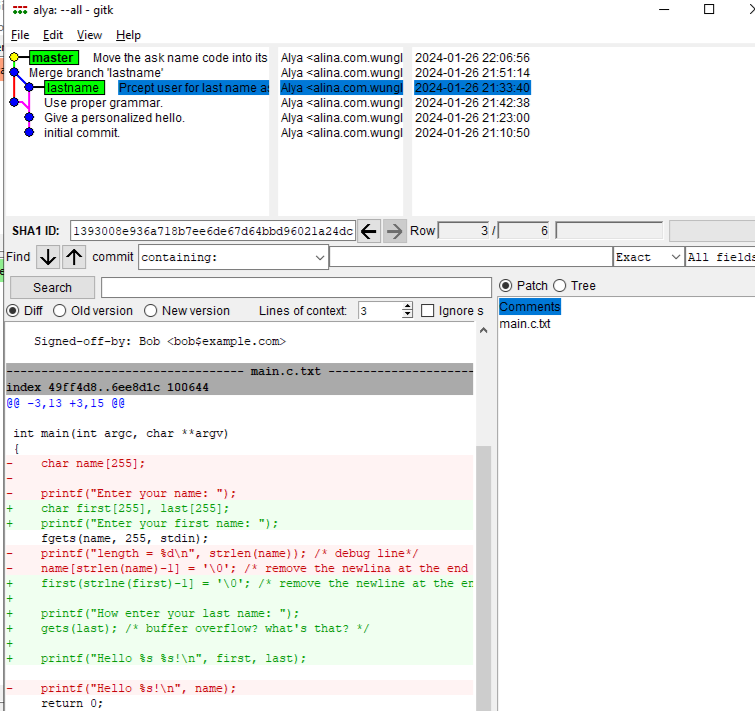 alya: --all - gitk
File Edit View Help
master Move the ask name code into its Alya <alina.com.wungl 2024-01-26 22:06:56
Merge branch 'lastname' Alya <alina.com.wungl 2024-01-26 21:51:14
lastname Prcept user for last name as Alya <alina.com.wungl 2024-01-26 21:33:40
Use proper grammar. Alya <alina.com.wungl 2024-01-26 21:42:38
Give a personalized hello. Alya <alina.com.wungl 2024-01-26 21:23:00
initial commit. Alya <alina.com.wungl 2024-01-26 21:10:50
SHA1 ID: 1393008e936a718b7ee6de67d64bbd96021a24dc Row 3 / 6
Find commit containing: Exact All fields
Search
Patch Tree
Diff Old version New version Lines of context: 3 Ignore s
Comments
main.c.txt
Signed-off-by: Bob <bob$example.com>
---------------------------- main.c.txt ----------------------
index 49ff4d8..6ee8d1c 100644
@@ -3,13 +3,15 @@
int main(int argc, char **argv)
{
-    char name[255];
-
-    printf("Enter your name: ");
+    char first[255], last[255];
+    printf("Enter your first name: ");
     fgets(name, 255, stdin);
-    printf("length = %d\n", strlen(name)); /* debug line*/
-    name[strlen(name)-1] = '\0'; /* remove the newlina at the end
+    first(strlne(first)-1] = '\0'; /* remove the newline at the en
+
+    printf("How enter your last name: ");
+    gets(last); /* buffer overflow? what's that? */
+
+    printf("Hello %s %s!\n", first, last);
-    printf("Hello %s!\n", name);
     return 0;